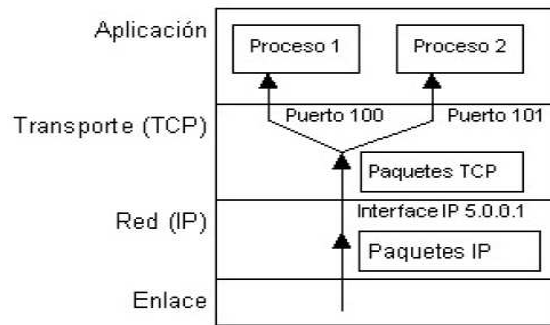 Aplicación
Proceso 1
Proceso 2
Puerto 100
Puerto 101
Transporte (TCP)
Paquetes TCP
Interface IP 5.0.0.1
Red (IP)
Paquetes IP
Enlace